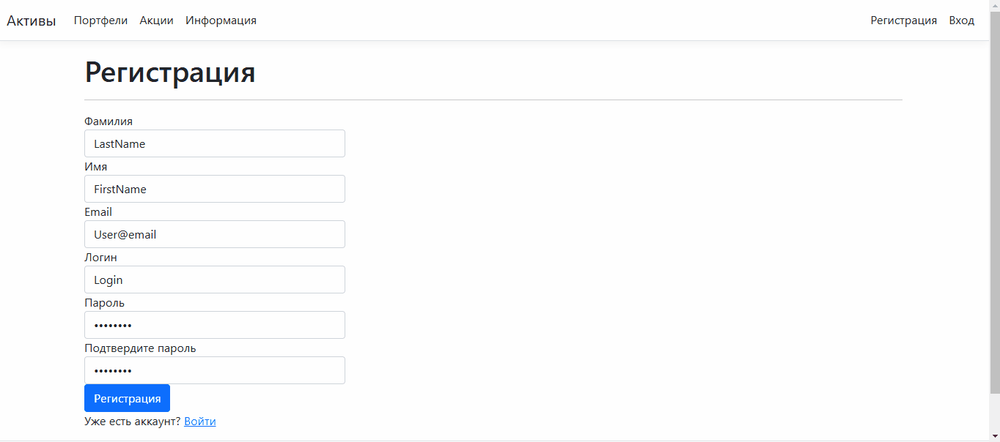 Активы Портфели Акции Информация Регистрация Вход
Регистрация
Фамилия
LastName
Имя
FirstName
Email
User@email
Логин
Login
Пароль
••••••••
Подтвердите пароль
••••••••
Регистрация
Уже есть аккаунт? Войти